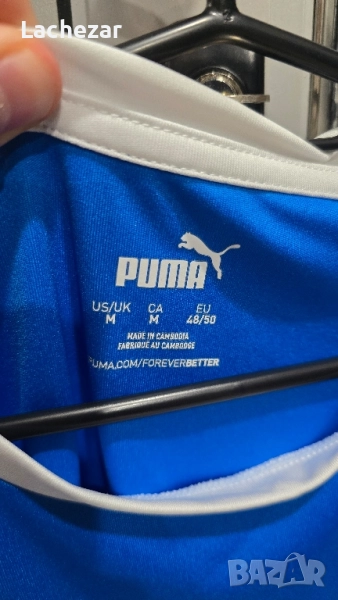 Lachezar
PUMA
US/UK CA EU
M M 48/50
MADE IN CAMBODIA
FABRIQUÉ AU CAMBODGE
PUMA.COM/FOREVERBETTER
BAZAR